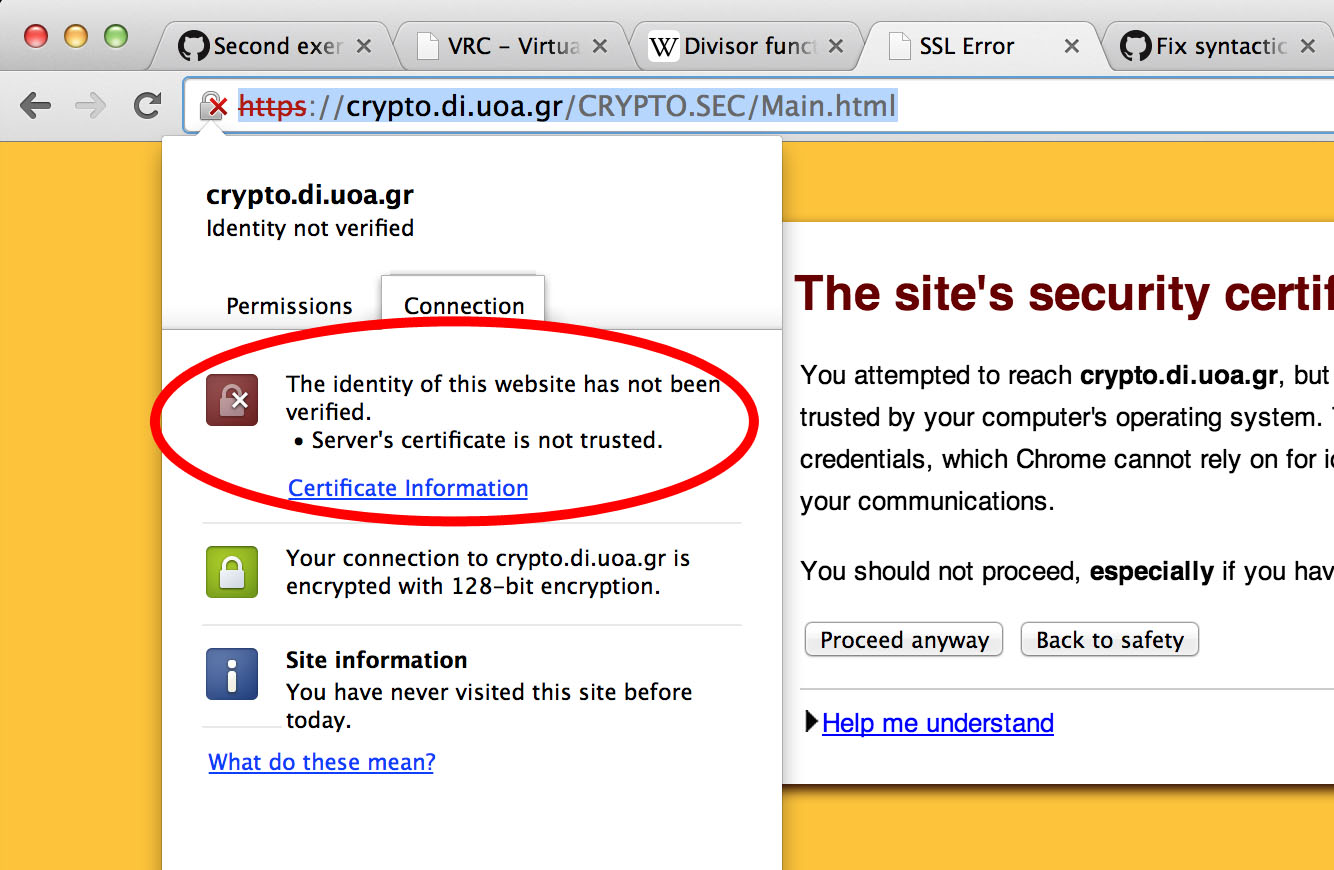 Second exer
VRC – Virtua
Divisor funct
SSL Error
Fix syntactic
https://crypto.di.uoa.gr/CRYPTO.SEC/Main.html
crypto.di.uoa.gr
Identity not verified
Permissions
Connection
The identity of this website has not been
verified.
• Server's certificate is not trusted.
Certificate Information
Your connection to crypto.di.uoa.gr is
encrypted with 128-bit encryption.
Site information
You have never visited this site before
today.
What do these mean?
The site's security certif
You attempted to reach crypto.di.uoa.gr, but
trusted by your computer's operating system.
credentials, which Chrome cannot rely on for
your communications.
You should not proceed, especially if you hav
Proceed anyway
Back to safety
Help me understand